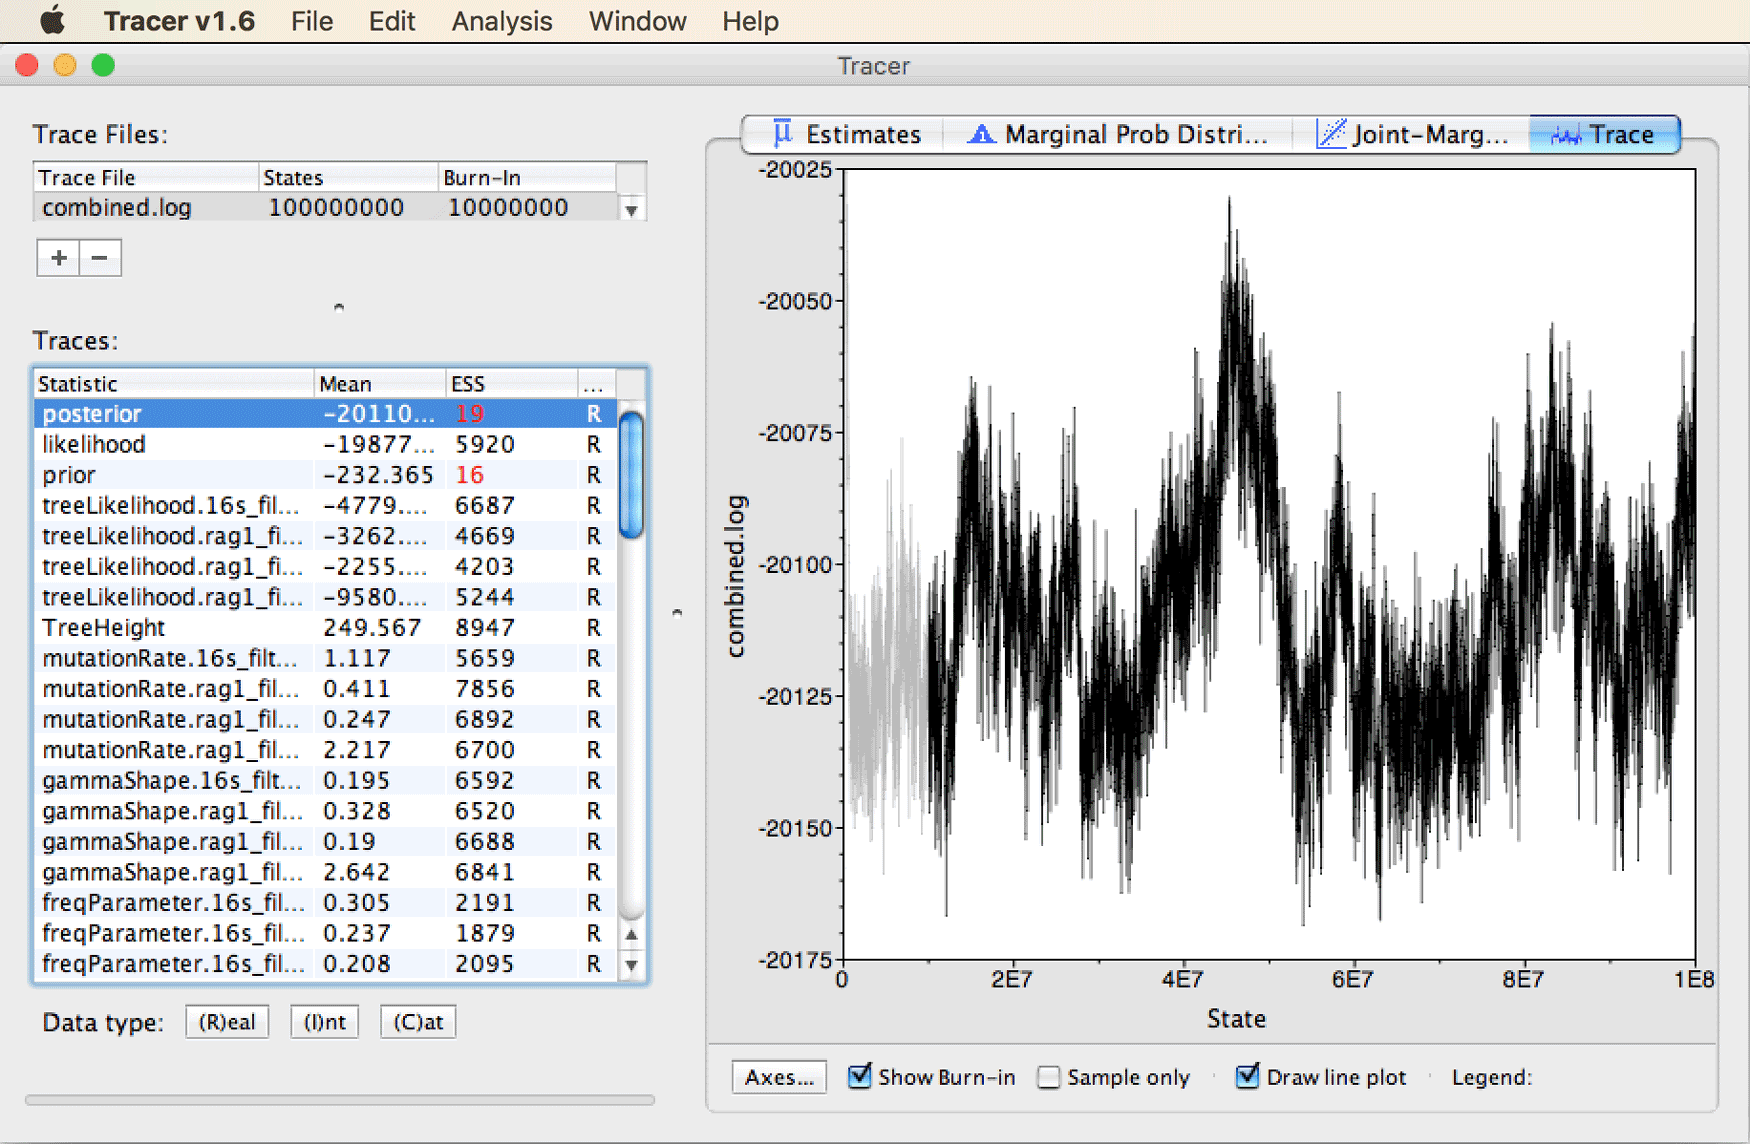 Tracer v1.6 File Edit Analysis Window Help
Tracer
Trace Files:
Trace File States Burn-In
combined.log 100000000 10000000
+ −
Traces:
Statistic Mean ESS ...
posterior -20110... 19 R
likelihood -19877... 5920 R
prior -232.365 16 R
treeLikelihood.16s_fil... -4779.... 6687 R
treeLikelihood.rag1_fi... -3262.... 4669 R
treeLikelihood.rag1_fi... -2255.... 4203 R
treeLikelihood.rag1_fi... -9580.... 5244 R
TreeHeight 249.567 8947 R
mutationRate.16s_filt... 1.117 5659 R
mutationRate.rag1_fil... 0.411 7856 R
mutationRate.rag1_fil... 0.247 6892 R
mutationRate.rag1_fil... 2.217 6700 R
gammaShape.16s_filt... 0.195 6592 R
gammaShape.rag1_fil... 0.328 6520 R
gammaShape.rag1_fil... 0.19 6688 R
gammaShape.rag1_fil... 2.642 6841 R
freqParameter.16s_fil... 0.305 2191 R
freqParameter.16s_fil... 0.237 1879 R
freqParameter.16s_fil... 0.208 2095 R
Data type: (R)eal (I)nt (C)at
Estimates Marginal Prob Distri... Joint-Marg... Trace
-20025
-20050
-20075
-20100
-20125
-20150
-20175
combined.log
0 2E7 4E7 6E7 8E7 1E8
State
Axes... Show Burn-in Sample only Draw line plot Legend: